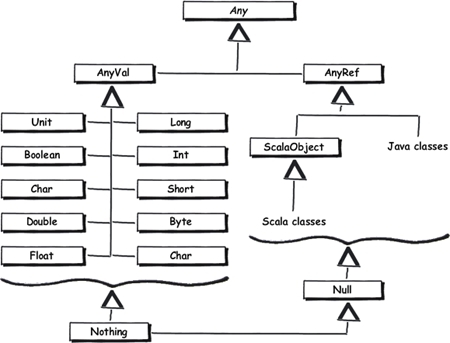 Any
AnyVal AnyRef
Unit Long
Boolean Int ScalaObject Java classes
Char Short
Double Byte Scala classes
Float Char
Null
Nothing